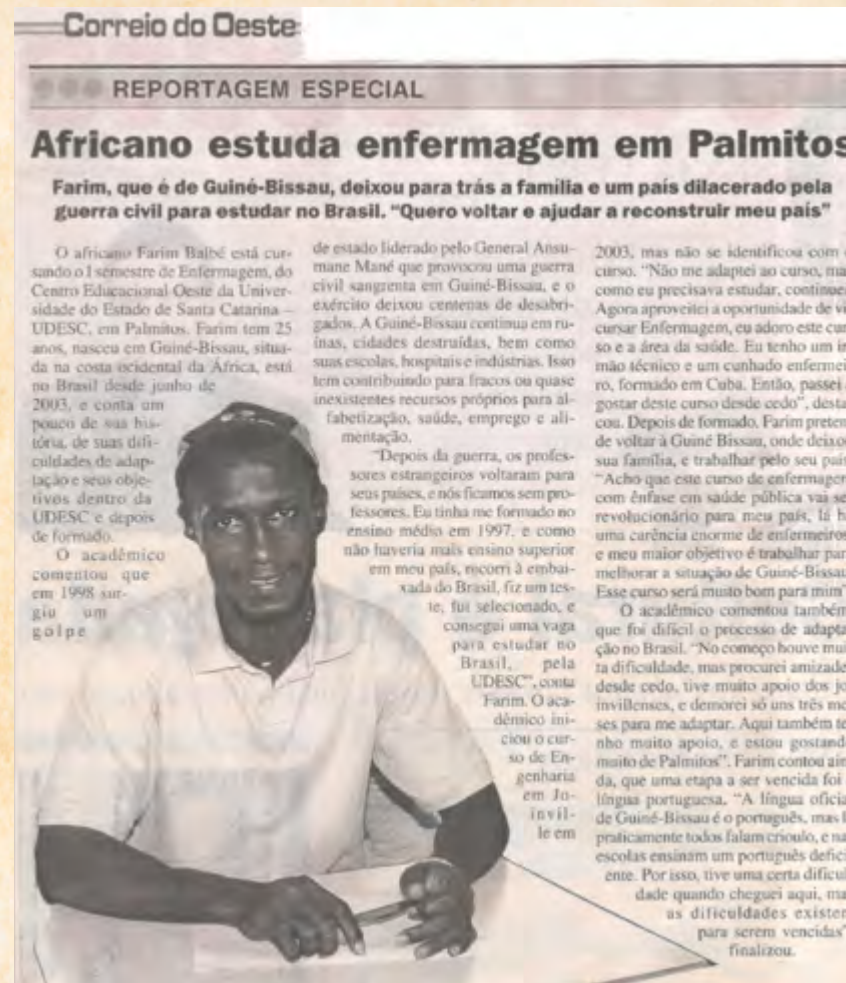 Correio do Oeste
REPORTAGEM ESPECIAL
Africano estuda enfermagem em Palmitos
Farim, que é de Guiné-Bissau, deixou para trás a família e um país dilacerado pela
guerra civil para estudar no Brasil. "Quero voltar e ajudar a reconstruir meu país"
O africano Farim Balbé está cur-
sando o I semestre de Enfermagem, do
Centro Educacional Oeste da Univer-
sidade do Estado de Santa Catarina –
UDESC, em Palmitos. Farim tem 25
anos, nasceu em Guiné-Bissau, situa-
da na costa ocidental da África, está
no Brasil desde junho de
2003, e conta um
pouco de sua his-
tória, de suas difi-
culdades de adap-
tação e seus obje-
tivos dentro da
UDESC e depois
de formado.
O acadêmico
comentou que
em 1998 sur-
giu um
golpe
de estado liderado pelo General Ansu-
mane Mané que provocou uma guerra
civil sangrenta em Guiné-Bissau, e o
exército deixou centenas de desabri-
gados. A Guiné-Bissau continua em ru-
ínas, cidades destruídas, bem como
suas escolas, hospitais e indústrias. Isso
tem contribuindo para fracos ou quase
inexistentes recursos próprios para al-
fabetização, saúde, emprego e ali-
mentação.
"Depois da guerra, os profes-
sores estrangeiros voltaram para
seus países, e nós ficamos sem pro-
fessores. Eu tinha me formado no
ensino médio em 1997, e como
não haveria mais ensino superior
em meu país, recorri à embai-
xada do Brasil, fiz um tes-
te, fui selecionado, e
consegui uma vaga
para estudar no
Brasil, pela
UDESC", conta
Farim. O aca-
dêmico ini-
ciou o cur-
so de En-
genharia
em Jo-
invil-
le em
2003, mas não se identificou com o
curso. "Não me adaptei ao curso, mas
como eu precisava estudar, continuei.
Agora aproveitei a oportunidade de vi
cursar Enfermagem, eu adoro este cur
so e a área da saúde. Eu tenho um ir
mão técnico e um cunhado enfermei
ro, formado em Cuba. Então, passei a
gostar deste curso desde cedo", desta
cou. Depois de formado, Farim preten
de voltar à Guiné Bissau, onde deixou
sua família, e trabalhar pelo seu país
"Acho que este curso de enfermagem
com ênfase em saúde pública vai se
revolucionário para meu país, lá h
uma carência enorme de enfermeiros
e meu maior objetivo é trabalhar par
melhorar a situação de Guiné-Bissau
Esse curso será muito bom para mim"
O acadêmico comentou também
que foi difícil o processo de adapta
ção no Brasil. "No começo houve mui
ta dificuldade, mas procurei amizade
desde cedo, tive muito apoio dos jo
invillenses, e demorei só uns três me
ses para me adaptar. Aqui também te
nho muito apoio, e estou gostando
muito de Palmitos". Farim contou ain
da, que uma etapa a ser vencida foi
língua portuguesa. "A língua oficia
de Guiné-Bissau é o português, mas l
praticamente todos falam crioulo, e na
escolas ensinam um português defici
ente. Por isso, tive uma certa dificul
dade quando cheguei aqui, ma
as dificuldades existem
para serem vencidas"
finalizou.